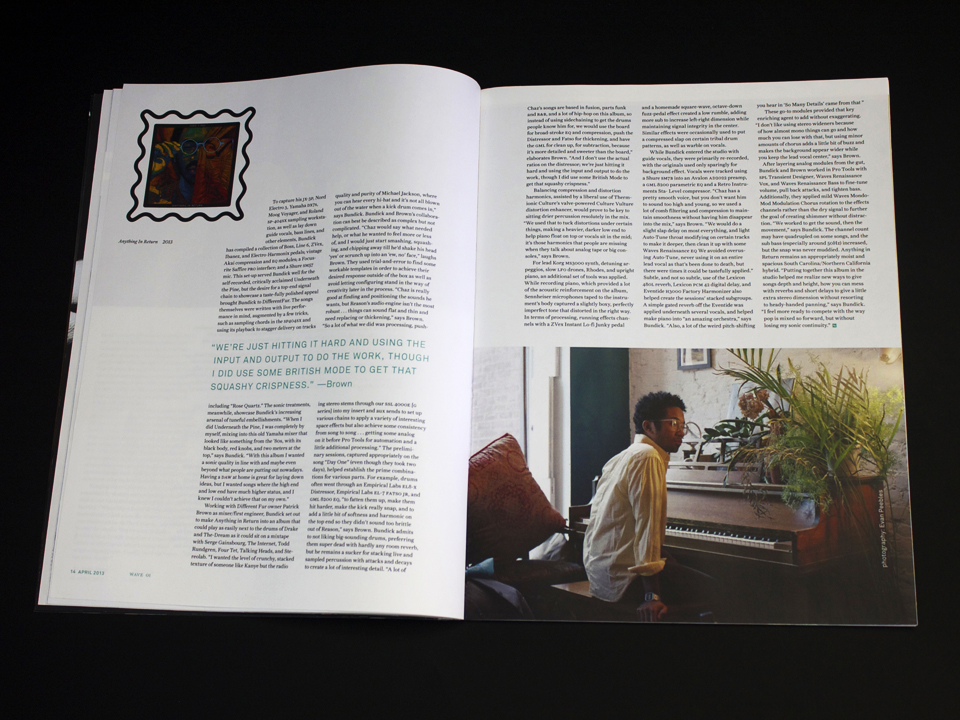 Anything In Return 2013
To capture his JX-3P, Nord
Electro 2, Yamaha DX7s,
Moog Voyager, and Roland
SP-404SX sampling worksta-
tion, as well as lay down
guide vocals, bass lines, and
other elements, Bundick
has compiled a collection of Boss, Line 6, ZVex,
Ibanez, and Electro-Harmonix pedals; vintage
Akai compression and EQ modules; a Focus-
rite Saffire PRO interface; and a Shure SM57
mic. This set-up served Bundick well for the
self-recorded, critically acclaimed Underneath
the Pine, but the desire for a top-end signal
chain to showcase a taste-fully polished appeal
brought Bundick to Different Fur. The songs
themselves were written with live perfor-
mance in mind, augmented by a few tricks,
such as sampling chords in the SP404SX and
using its playback to stagger delivery on tracks
quality and purity of Michael Jackson, where
you can hear every hi-hat and it's not all blown
out of the water when a kick drum comes in,"
says Bundick. Bundick and Brown's collabora-
tion can best be described as complex but not
complicated. "Chaz would say what needed
help, or what he wanted to feel more or less
of, and I would just start smashing, squash-
ing, and chipping away till he'd shake his head
'yes' or scrunch up into an 'ew, no' face," laughs
Brown. They used trial and error to find some
workable templates in order to achieve their
desired response outside of the box as well as
avoid letting configuring stand in the way of
creativity later in the process. "Chaz is really
good at finding and positioning the sounds he
wants, but Reason's audio engine isn't the most
robust . . . things can sound flat and thin and
need replacing or thickening," says Brown.
"So a lot of what we did was processing, push-
"WE'RE JUST HITTING IT HARD AND USING THE
INPUT AND OUTPUT TO DO THE WORK, THOUGH
I DID USE SOME BRITISH MODE TO GET THAT
SQUASHY CRISPNESS." —Brown
including "Rose Quartz." The sonic treatments,
meanwhile, showcase Bundick's increasing
arsenal of tuneful embellishments. "When I
did Underneath the Pine, I was completely by
myself, mixing into this old Yamaha mixer that
looked like something from the '80s, with its
black body, red knobs, and two meters at the
top," says Bundick. "With this album I wanted
a sonic quality in line with and maybe even
beyond what people are putting out nowadays.
Having a DAW at home is great for laying down
ideas, but I wanted songs where the high end
and low end have much higher status, and I
knew I couldn't achieve that on my own."
Working with Different Fur owner Patrick
Brown as mixer/first engineer, Bundick set out
to make Anything in Return into an album that
could play as easily next to the drums of Drake
and The-Dream as it could sit on a mixtape
with Serge Gainsbourg, The Internet, Todd
Rundgren, Four Tet, Talking Heads, and Ste-
reolab. "I wanted the level of crunchy, stacked
texture of someone like Kanye but the radio
ing stereo stems through our SSL 4000E [G
series] into my insert and aux sends to set up
various chains to apply a variety of interesting
space effects but also achieve some consistency
from song to song . . . getting some analog
on it before Pro Tools for automation and a
little additional processing." The prelimi-
nary sessions, captured appropriately on the
song "Day One" (even though they took two
days), helped establish the prime combina-
tions for various parts. For example, drums
often went through an Empirical Labs EL8-X
Distressor, Empirical Labs EL-7 FATSO JR, and
GML 8200 EQ, "to fatten them up, make them
hit harder, make the kick really snap, and to
add a little bit of softness and harmonic on
the top end so they didn't sound too brittle
out of Reason," says Brown. Bundick admits
to not liking big sounding drums, preferring
them super dead with hardly any room reverb,
but he remains a sucker for stacking live and
sampled percussion with attacks and decays
to create a lot of interesting detail. "A lot of
14 APRIL 2013
WAVE
Chaz's songs are based in fission, parts funk
and R&B, and a lot of hip-hop on this album, so
instead of using sidechaining to get the drums
people know him for, we would use the board
for broad-stroke EQ and compression, push the
Distressor and Fatso for thickening, and have
the GML for clean up, for subtraction, because
it's more detailed and sweeter than the board,"
elaborates Brown. "And I don't use the actual
ratios on the distressor, we're just hitting it
hard and using the input and output to do the
work, though I did use some British Mode to
get that squashy crispness."
Balancing compression and distortion
harmonics, assisted by a liberal use of Therm-
ionic Culture's valve-powered Culture Vulture
distortion enhancer, would prove to be key to
sitting drier percussion resolutely in the mix.
"We used that to tuck distortions under certain
things, making a heavier, darker low end to
help piano float on top or vocals sit in the mid;
it's those harmonics that people are missing
when they talk about analog tape or big con-
soles," says Brown.
For lead Korg MS2000 synth, detuning ar-
peggios, slow LFO drones, Rhodes, and upright
piano, an additional set of tools was applied.
While recording piano, which provided a lot
of the acoustic reinforcement on the album,
Sennheiser microphones taped to the instru-
ment's body captured a slightly boxy, perfectly
imperfect tone that distorted in the right way.
In terms of processing, running effects chan-
nels with a ZVex Instant Lo-fi Junky pedal
and a homemade square-wave, octave-down
fuzz-pedal effect created a low rumble, adding
more sub to increase left-right dimension while
maintaining signal integrity in the center.
Similar effects were occasionally used to put
a compressed slap on certain tribal drum
patterns, as well as warble on vocals.
While Bundick entered the studio with
guide vocals, they were primarily re-recorded,
with the originals used only sparingly for
background effect. Vocals were tracked using
a Shure SM7B into an Avalon AD2022 preamp,
a GML 8200 parametric EQ and a Retro Instru-
ments Sta-Level compressor. "Chaz has a
pretty smooth voice, but you don't want him
to sound too high and young, so we used a
lot of comb filtering and compression to main-
tain smoothness without having him disappear
into the mix," says Brown. "We would do a
slight slap delay on most everything, and light
Auto-Tune throat modifying on certain tracks
to make it deeper, then clean it up with some
Waves Renaissance EQ. We avoided overus-
ing Auto-Tune, never using it on an entire
lead vocal as that's been done to death, but
there were times it could be tastefully applied."
Subtle, and not so subtle, use of the Lexicon
480L reverb, Lexicon PCM 42 digital delay, and
Eventide H3000 Factory Harmonizer also
helped create the sessions' stacked subgroups.
A simple gated reverb off the Eventide was
applied underneath several vocals, and helped
make piano into "an amazing orchestra," says
Bundick. "Also, a lot of the weird pitch-shifting
you hear in 'So Many Details' came from that"
These go-to modules provided that key
enriching agent to add without exaggerating.
"I don't like using stereo wideners because
of how almost mono things can go and how
much you can lose with that, but using minor
amounts of chorus adds a little bit of buzz and
makes the background appear wider while
you keep the lead vocal center," says Brown.
After layering analog modules from the get,
Bundick and Brown worked in Pro Tools with
SPL Transient Designer, Waves Renaissance
Vox, and Waves Renaissance Bass to fine-tune
volume, pull back attacks, and tighten bass.
Additionally, they applied mild Waves Mondo-
Mod Modulation Chorus rotation to the effects
channels rather than the dry signal to further
the goal of creating shimmer without distrac-
tion. "We worked to get the sound, then the
movement," says Bundick. The channel count
may have quadrupled on some songs, and the
sub bass (especially around 50Hz) increased,
but the snap was never muddied. Anything in
Return remains an appropriately moist and
spacious South Carolina/Northern California
hybrid. "Putting together this album in the
studio helped me realize new ways to give
songs depth and height, how you can mess
with reverbs and short delays to give a little
extra stereo dimension without resorting
to heady-handed panning," says Bundick.
"I feel more ready to compete with the way
pop is mixed so forward, but without
losing my sonic continuity."
photography: Evan Peebles